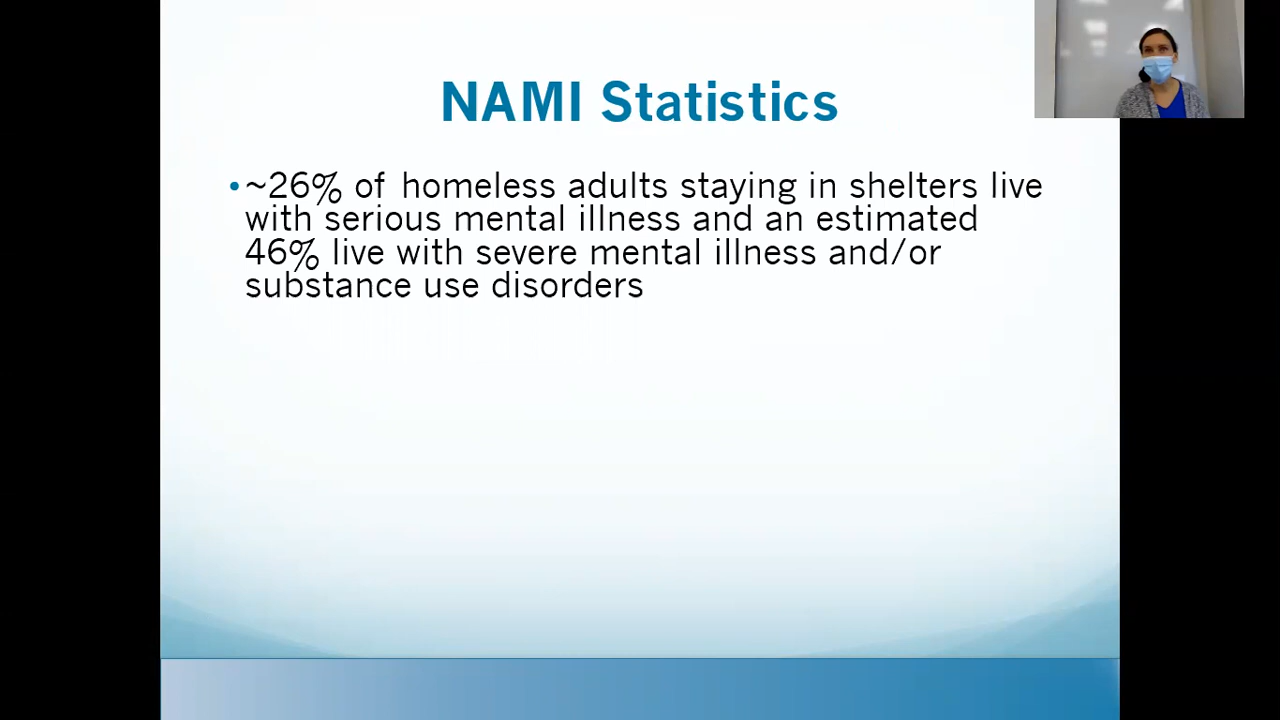 NAMI Statistics
•~26% of homeless adults staying in shelters live
with serious mental illness and an estimated
46% live with severe mental illness and/or
substance use disorders